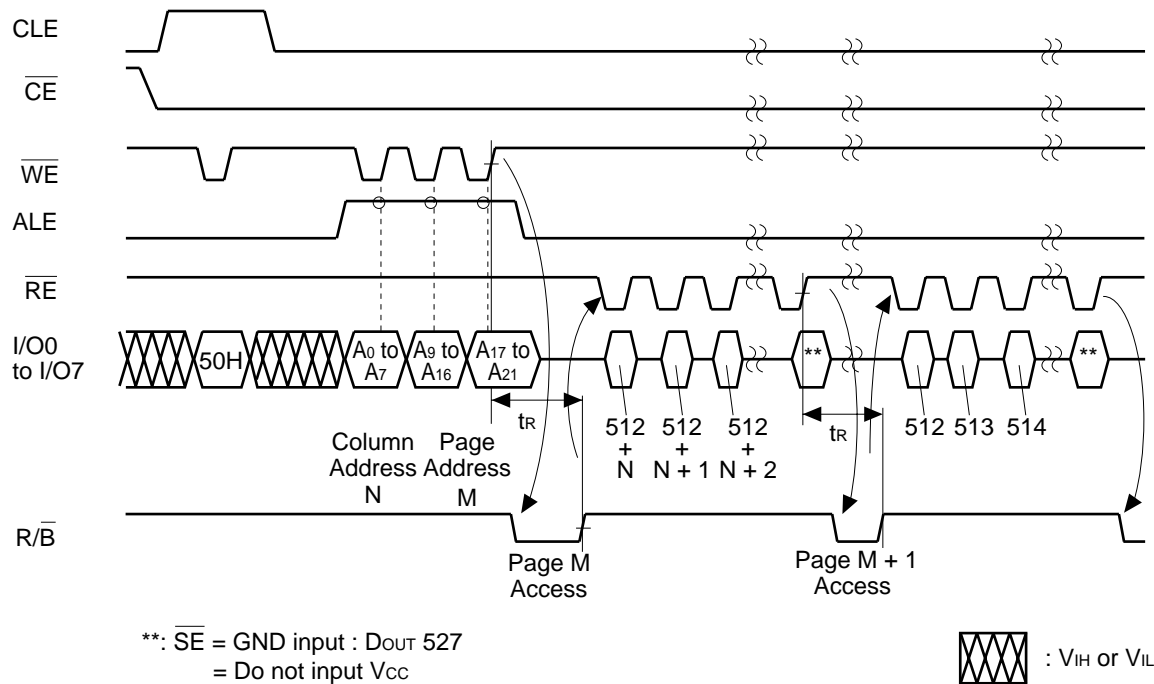 CLE
CE
WE
ALE
RE
I/O0
to I/O7
50H
A0 to
A7
A9 to
A16
A17 to
A21
**
**
tR
tR
512
+
N
512
+
N + 1
512
+
N + 2
512
513
514
Column
Address
N
Page
Address
M
R/B
Page M
Access
Page M + 1
Access
**: SE = GND input : DOUT 527
= Do not input VCC
: VIH or VIL